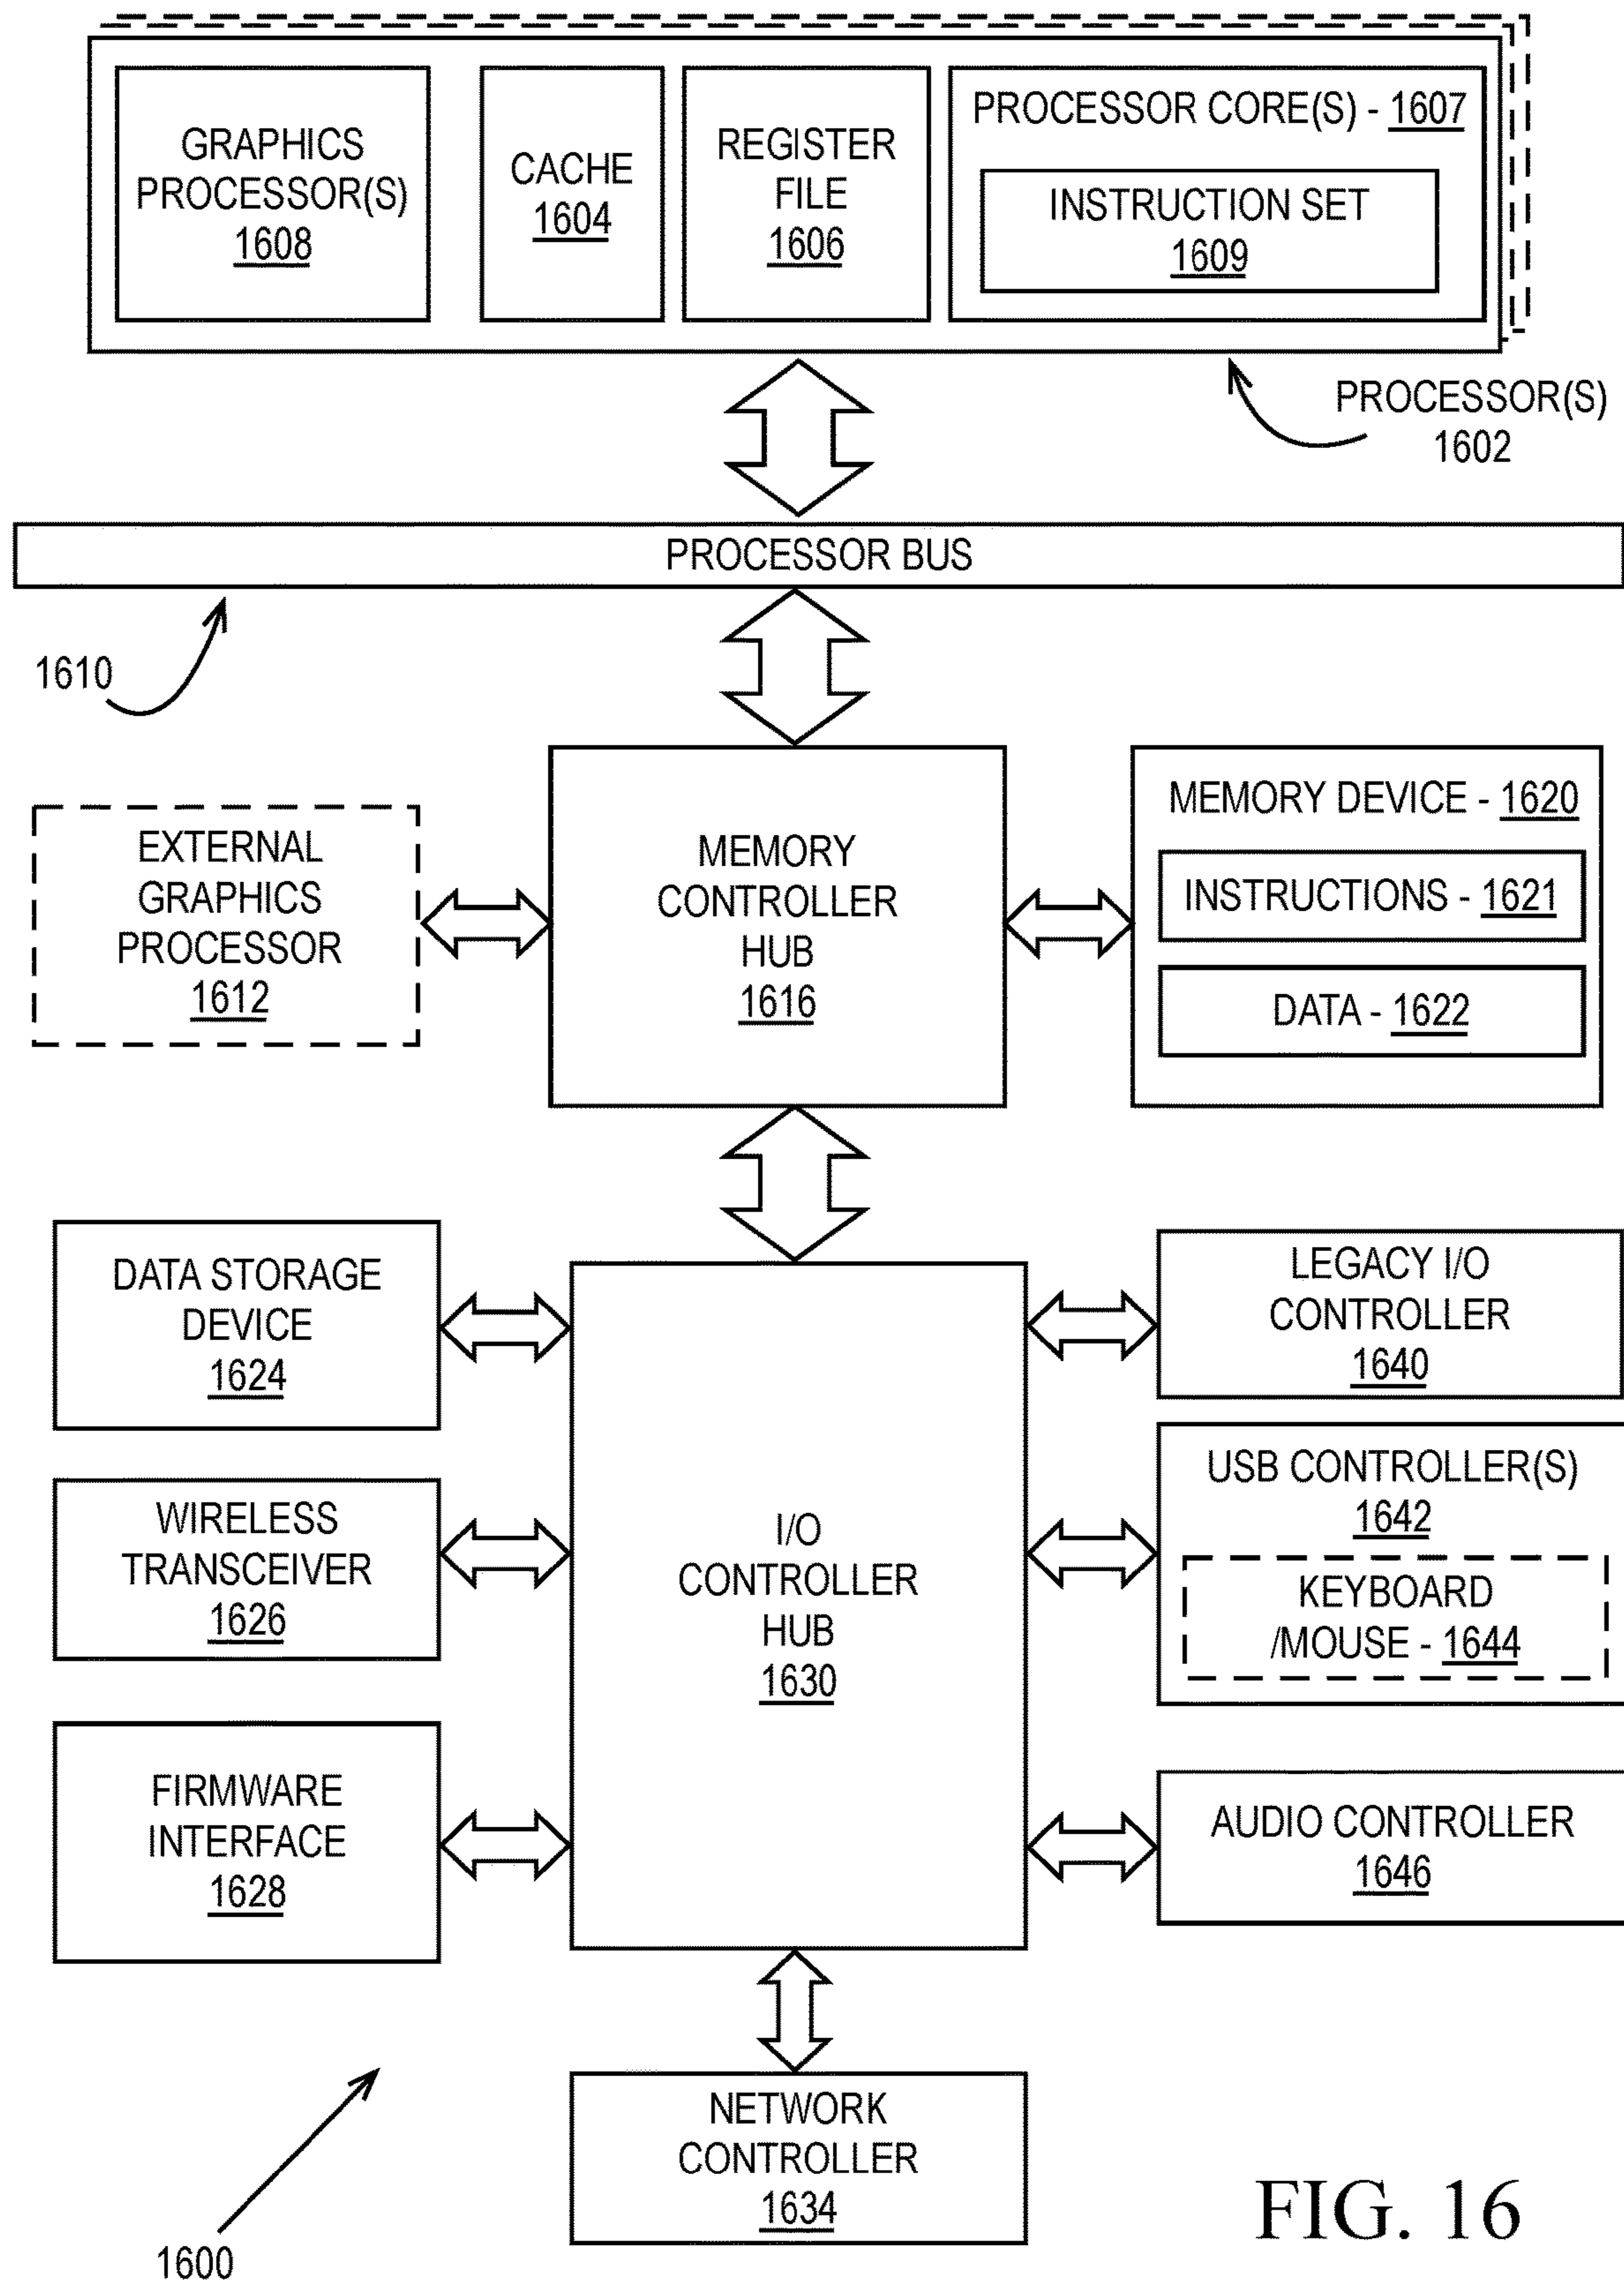 GRAPHICS
PROCESSOR(S)
1608
CACHE
1604
REGISTER
FILE
1606
PROCESSOR CORE(S) - 1607
INSTRUCTION SET
1609
PROCESSOR(S)
1602
PROCESSOR BUS
1610
EXTERNAL
GRAPHICS
PROCESSOR
1612
MEMORY
CONTROLLER
HUB
1616
MEMORY DEVICE - 1620
INSTRUCTIONS - 1621
DATA - 1622
DATA STORAGE
DEVICE
1624
WIRELESS
TRANSCEIVER
1626
FIRMWARE
INTERFACE
1628
I/O
CONTROLLER
HUB
1630
LEGACY I/O
CONTROLLER
1640
USB CONTROLLER(S)
1642
KEYBOARD
/MOUSE - 1644
AUDIO CONTROLLER
1646
NETWORK
CONTROLLER
1634
1600
FIG. 16